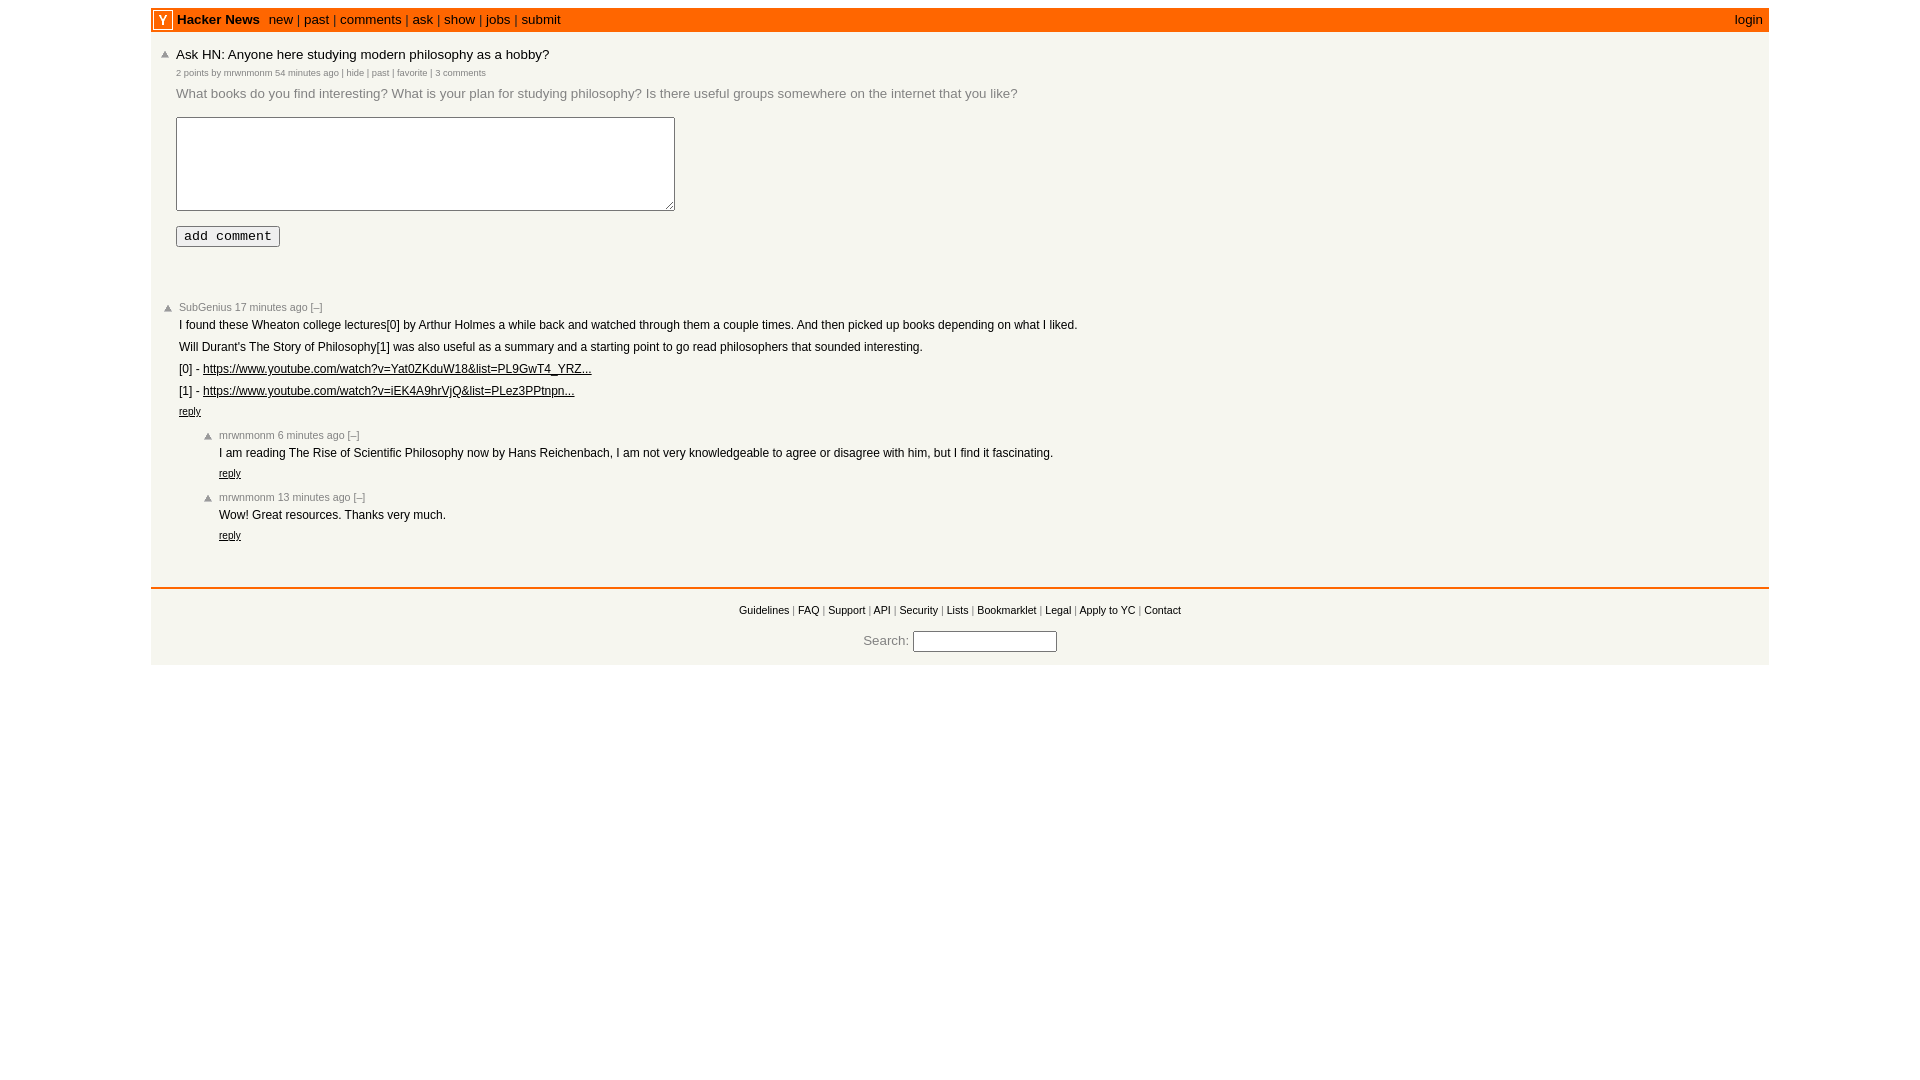 Y Hacker News new | past | comments | ask | show | jobs | submit login
Ask HN: Anyone here studying modern philosophy as a hobby?
2 points by mrwnmonm 54 minutes ago | hide | past | favorite | 3 comments
What books do you find interesting? What is your plan for studying philosophy? Is there useful groups somewhere on the internet that you like?
add comment
SubGenius 17 minutes ago [–]
I found these Wheaton college lectures[0] by Arthur Holmes a while back and watched through them a couple times. And then picked up books depending on what I liked.
Will Durant's The Story of Philosophy[1] was also useful as a summary and a starting point to go read philosophers that sounded interesting.
[0] - https://www.youtube.com/watch?v=Yat0ZKduW18&list=PL9GwT4_YRZ...
[1] - https://www.youtube.com/watch?v=iEK4A9hrVjQ&list=PLez3PPtnpn...
reply
mrwnmonm 6 minutes ago [–]
I am reading The Rise of Scientific Philosophy now by Hans Reichenbach, I am not very knowledgeable to agree or disagree with him, but I find it fascinating.
reply
mrwnmonm 13 minutes ago [–]
Wow! Great resources. Thanks very much.
reply
Guidelines | FAQ | Support | API | Security | Lists | Bookmarklet | Legal | Apply to YC | Contact
Search: